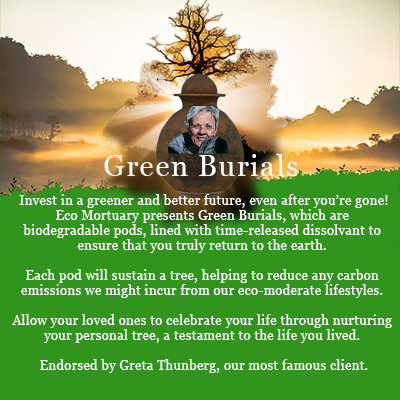 Green Burials
Invest in a greener and better future, even after you're gone!
Eco Mortuary presents Green Burials, which are
biodegradable pods, lined with time-released dissolvant to
ensure that you truly return to the earth.
Each pod will sustain a tree, helping to reduce any carbon
emissions we might incur from our eco-moderate lifestyles.
Allow your loved ones to celebrate your life through nurturing
your personal tree, a testament to the life you lived.
Endorsed by Greta Thunberg, our most famous client.